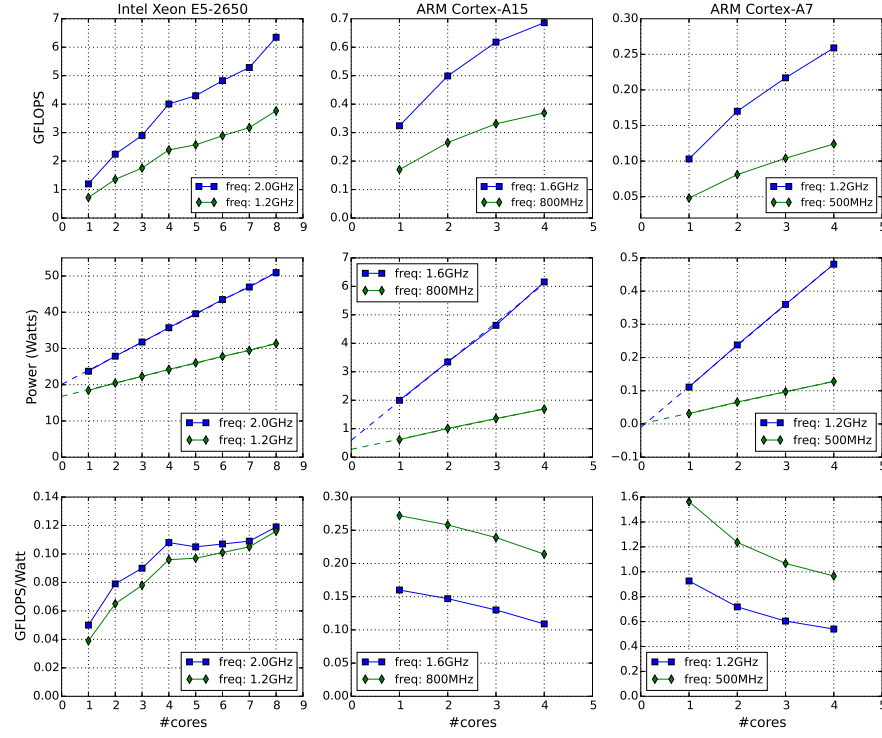 Intel Xeon E5-2650
7
6
5
4
3
2
1
0
GFLOPS
freq: 2.0GHz
freq: 1.2GHz
0 1 2 3 4 5 6 7 8 9
ARM Cortex-A15
0.7
0.6
0.5
0.4
0.3
0.2
0.1
0.0
freq: 1.6GHz
freq: 800MHz
0 1 2 3 4 5
ARM Cortex-A7
0.30
0.25
0.20
0.15
0.10
0.05
freq: 1.2GHz
freq: 500MHz
0 1 2 3 4 5
50
40
30
20
10
0
Power (Watts)
freq: 2.0GHz
freq: 1.2GHz
0 1 2 3 4 5 6 7 8 9
7
6
5
4
3
2
1
0
freq: 1.6GHz
freq: 800MHz
0 1 2 3 4 5
0.5
0.4
0.3
0.2
0.1
0.0
−0.1
freq: 1.2GHz
freq: 500MHz
0 1 2 3 4 5
0.14
0.12
0.10
0.08
0.06
0.04
0.02
0.00
GFLOPS/Watt
freq: 2.0GHz
freq: 1.2GHz
0 1 2 3 4 5 6 7 8 9
#cores
0.30
0.25
0.20
0.15
0.10
0.05
0.00
freq: 1.6GHz
freq: 800MHz
0 1 2 3 4 5
#cores
1.6
1.4
1.2
1.0
0.8
0.6
0.4
0.2
0.0
freq: 1.2GHz
freq: 500MHz
0 1 2 3 4 5
#cores